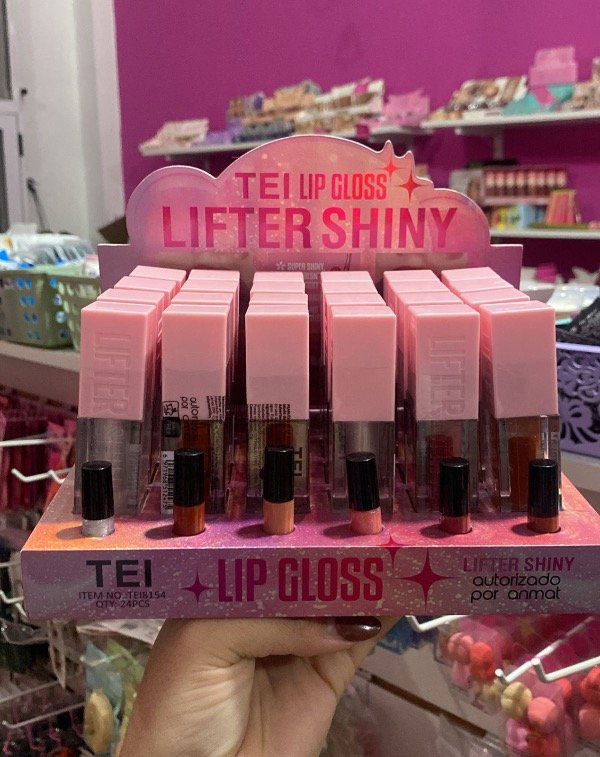 TEI LIP GLOSS
LIFTER SHINY
SUPER SHINY
LIFTER
LIFTER
TEI
TEI
ITEM NO.:TEI8154
QTY: 24PCS
LIP GLOSS
LIFTER SHINY
autorizado
por anmat